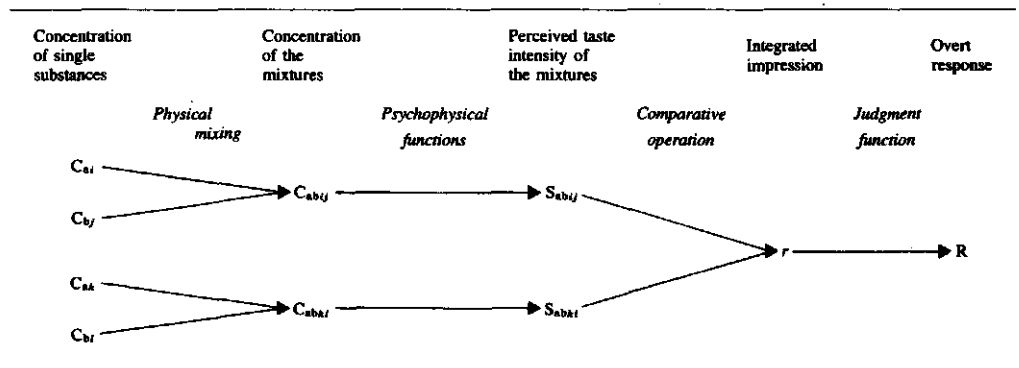 Concentration
of single
substances
Concentration
of the
mixtures
Perceived taste
intensity of
the mixtures
Integrated
impression
Overt
response
Physical
mixing
Psychophysical
functions
Comparative
operation
Judgment
function
Cai
Cabij
Sabij
Cbj
r
R
Cak
Cabkl
Sabkl
Cbl